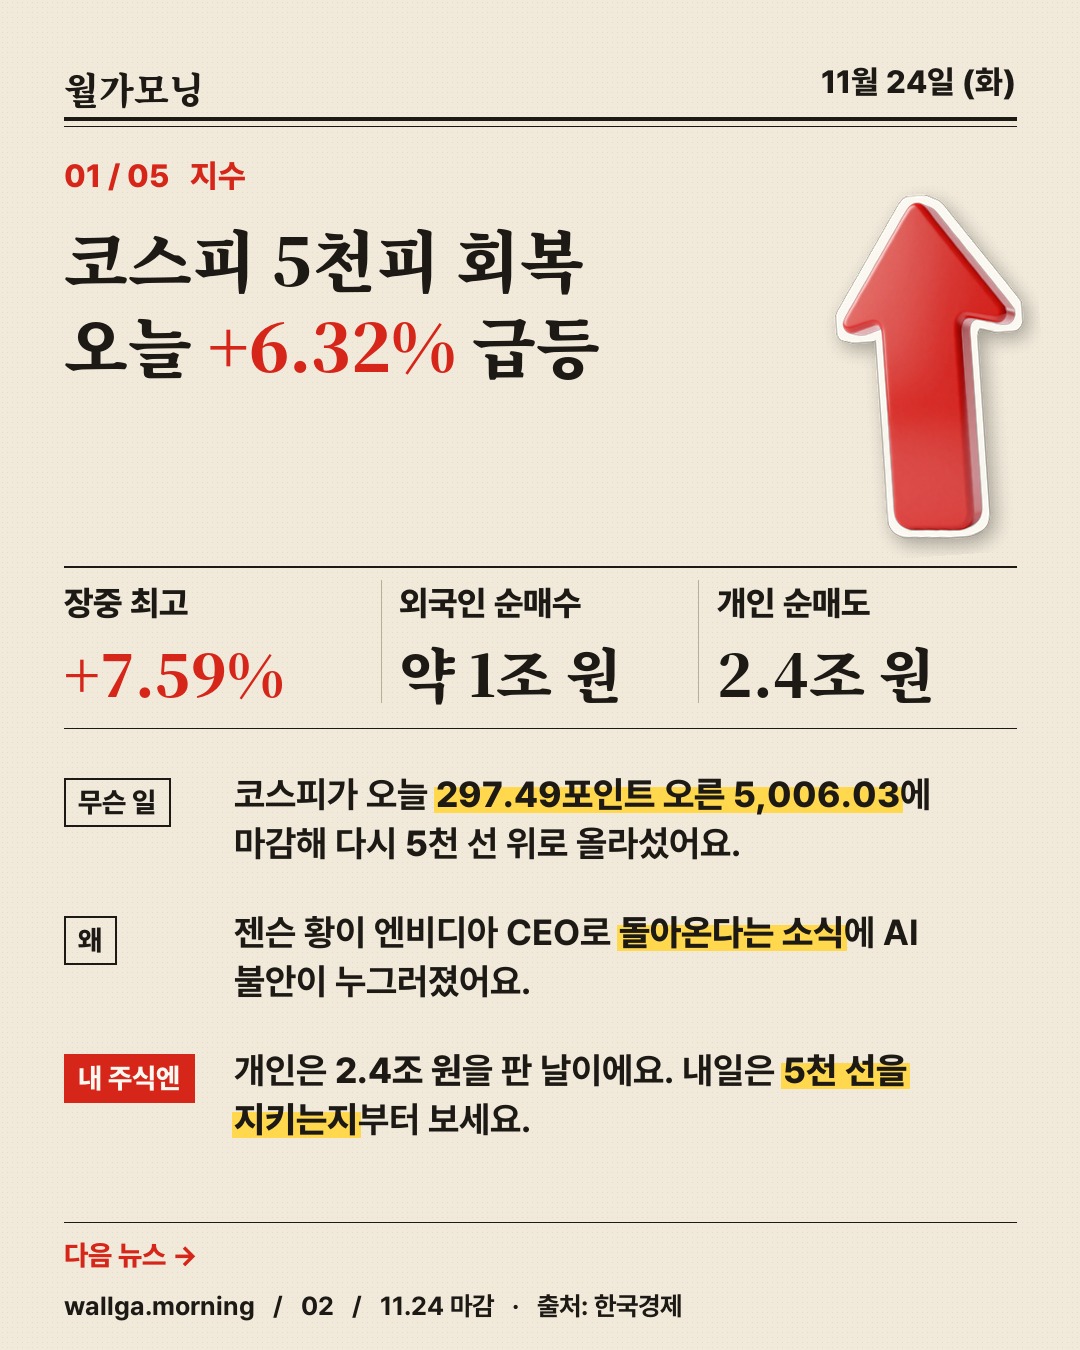 월가모닝
11월 24일 (화)
01 / 05 지수
코스피 5천피 회복
오늘 +6.32% 급등
장중 최고
+7.59%
외국인 순매수
약 1조 원
개인 순매도
2.4조 원
무슨 일
코스피가 오늘 297.49포인트 오른 5,006.03에
마감해 다시 5천 선 위로 올라섰어요.
왜
젠슨 황이 엔비디아 CEO로 돌아온다는 소식에 AI
불안이 누그러졌어요.
내 주식엔
개인은 2.4조 원을 판 날이에요. 내일은 5천 선을
지키는지부터 보세요.
다음 뉴스 →
wallga.morning / 02 / 11.24 마감 · 출처: 한국경제